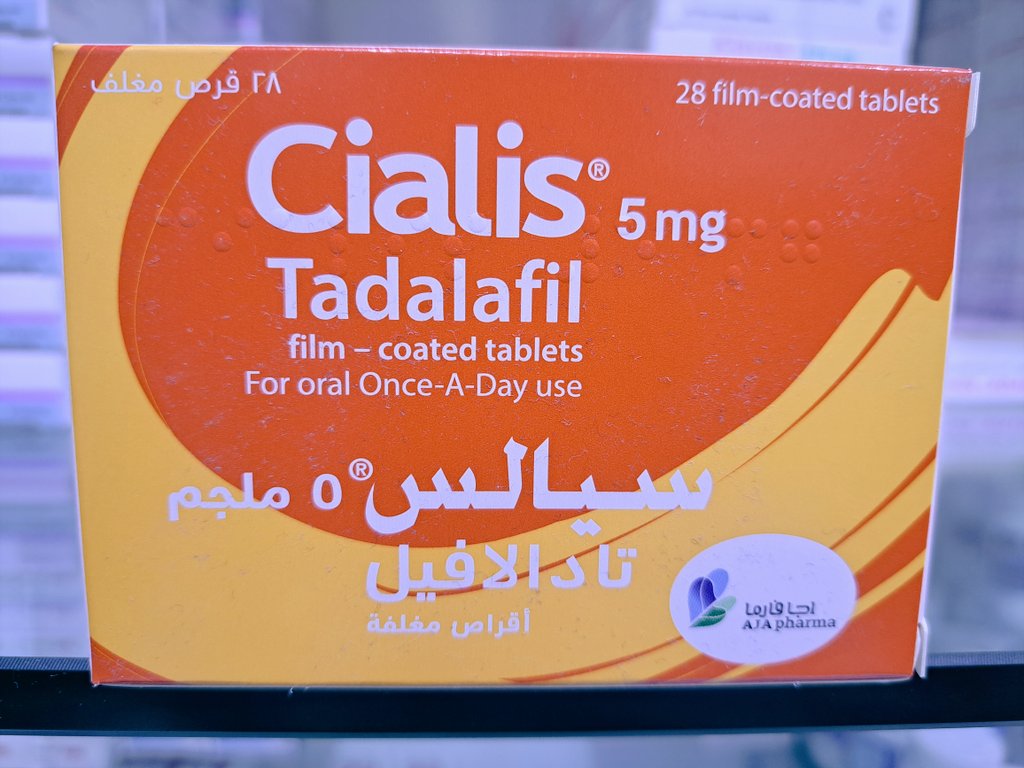 ٢٨ قرص مغلف
28 film-coated tablets
Cialis® 5 mg
Tadalafil
film – coated tablets
For oral Once-A-Day use
سيالس® ٥ ملجم
تادالافيل
أقراص مغلفة
اجا فارما
AJA pharma